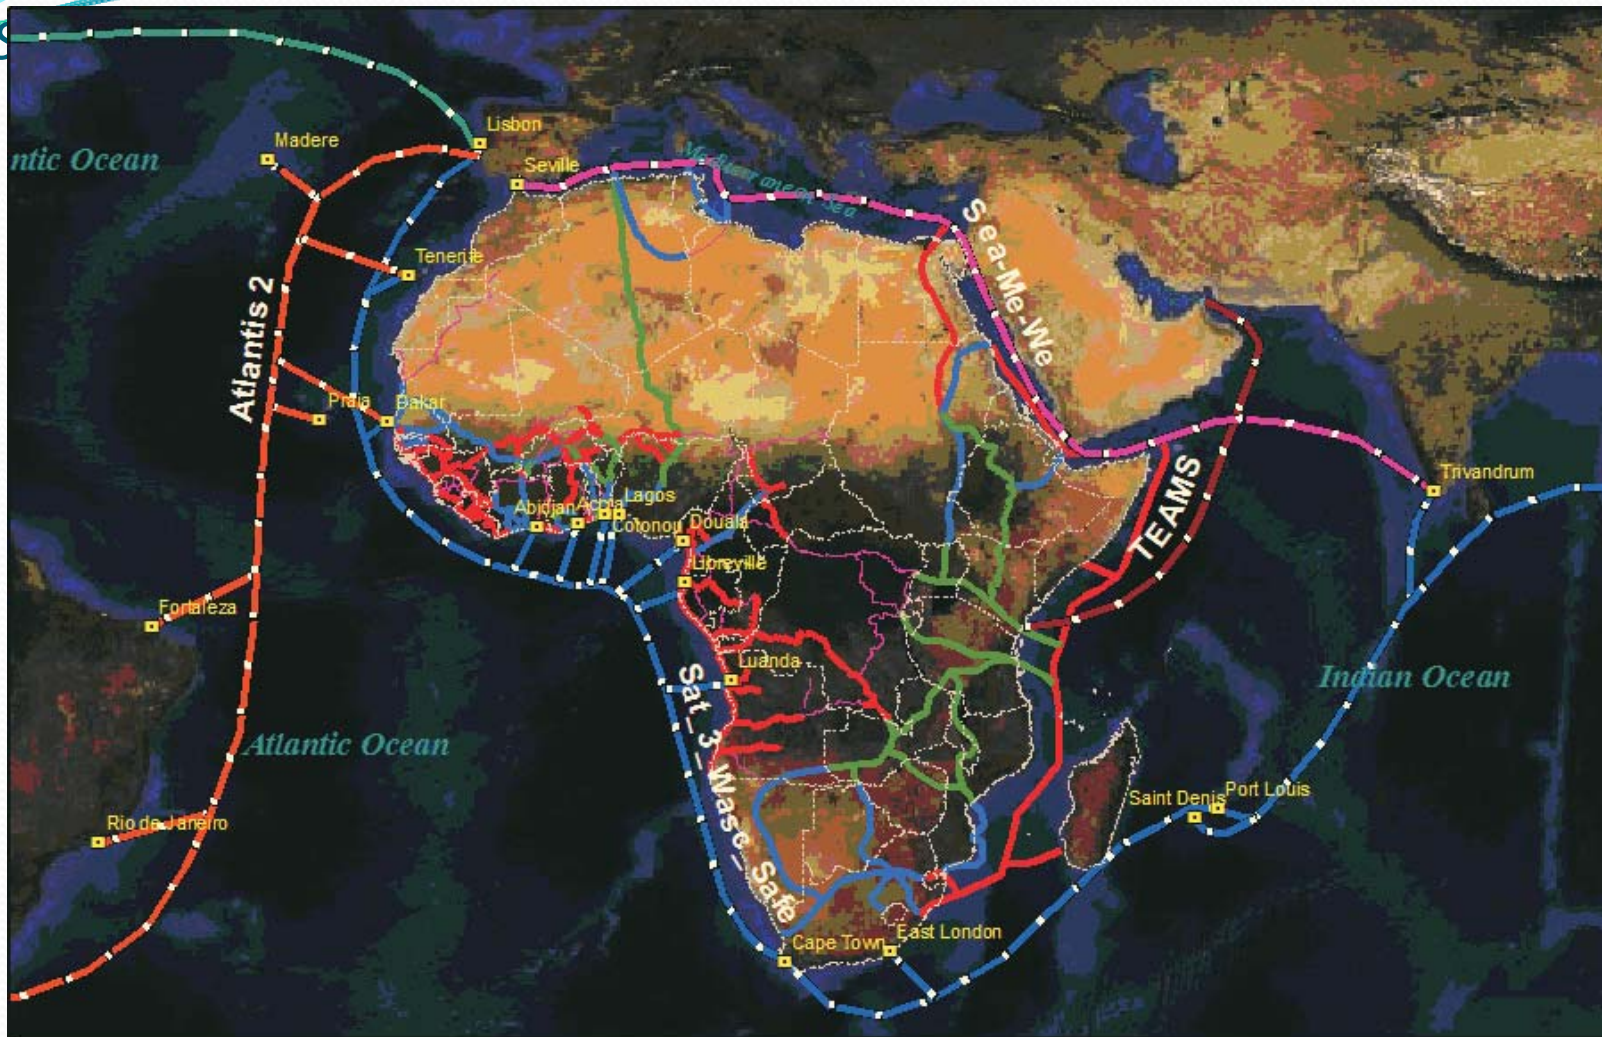 Lisbon
Madere
ntic Ocean
Seville
Mediterranean Sea
Sea-Me-We
Tenerife
Atlantis 2
Praia
Dakar
TEAMS
Trivandrum
Lagos
Abidjan
Accra
Cotonou
Douala
Libreville
Fortaleza
Luanda
Indian Ocean
Sat_3_Wasc_Safe
Atlantic Ocean
Port Louis
Saint Denis
Rio de Janeiro
East London
Cape Town